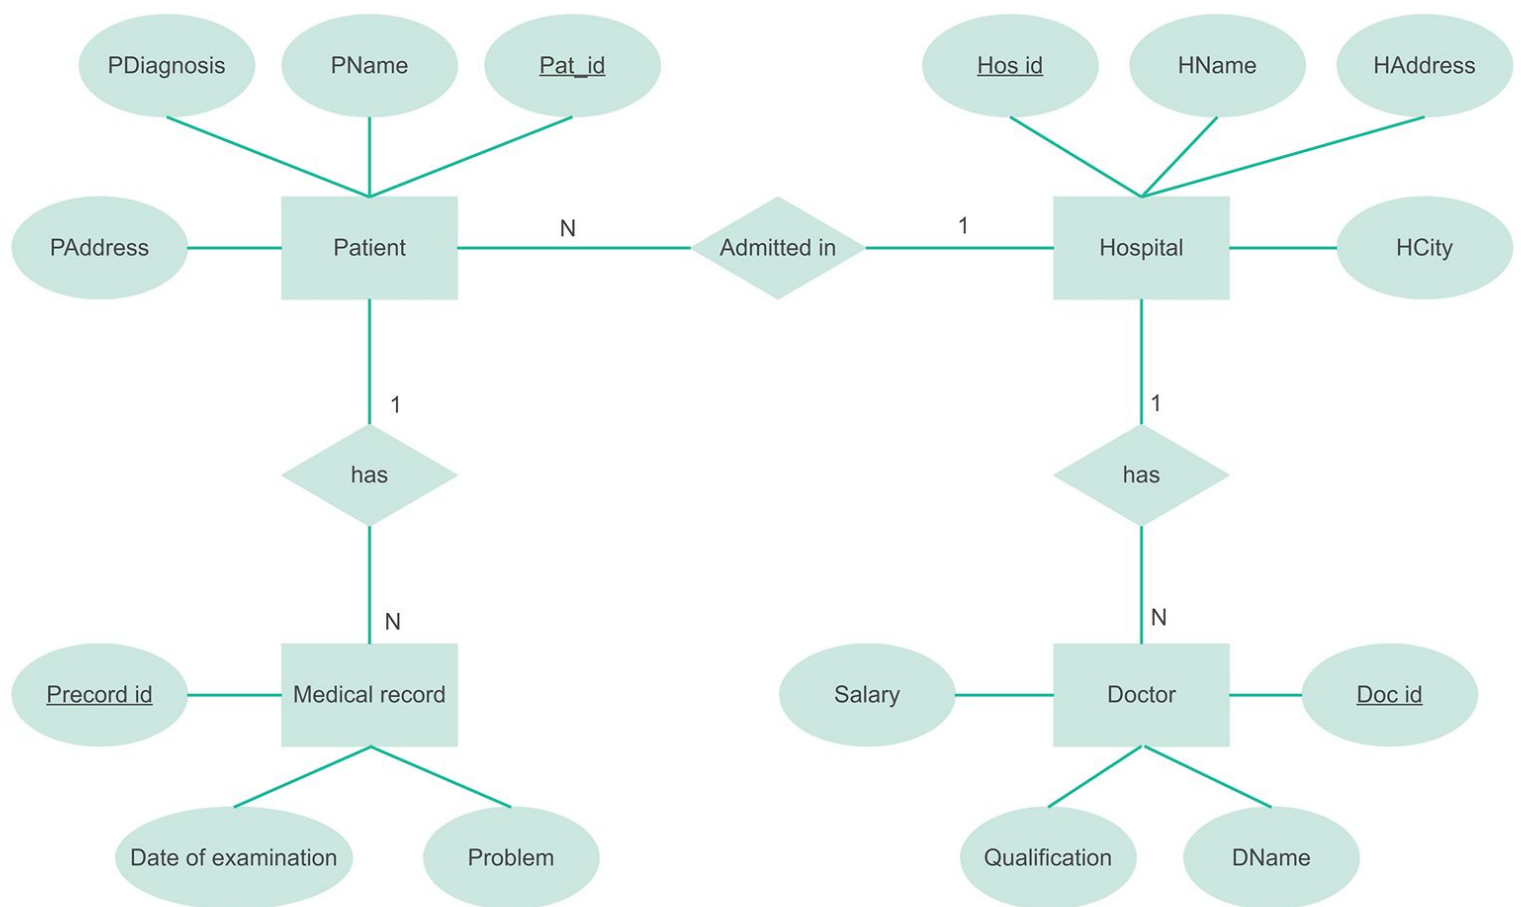 PDiagnosis
PName
Pat_id
Hos id
HName
HAddress
PAddress
Patient
N
Admitted in
1
Hospital
HCity
1
1
has
has
N
N
Precord id
Medical record
Salary
Doctor
Doc id
Date of examination
Problem
Qualification
DName